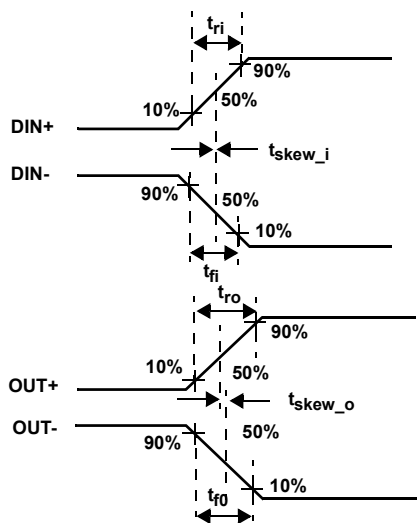 tri
90%
10%
50%
DIN+
tskew_i
DIN-
50%
90%
10%
tfi
tro
90%
10%
50%
OUT+
tskew_o
OUT-
50%
90%
10%
tf0